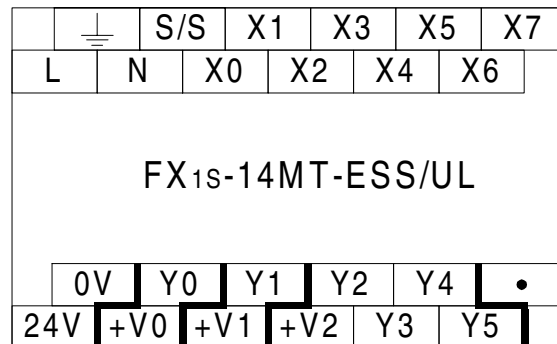 S/S X1 X3 X5 X7
L N X0 X2 X4 X6
FX1S-14MT-ESS/UL
0V Y0 Y1 Y2 Y4 •
24V +V0 +V1 +V2 Y3 Y5